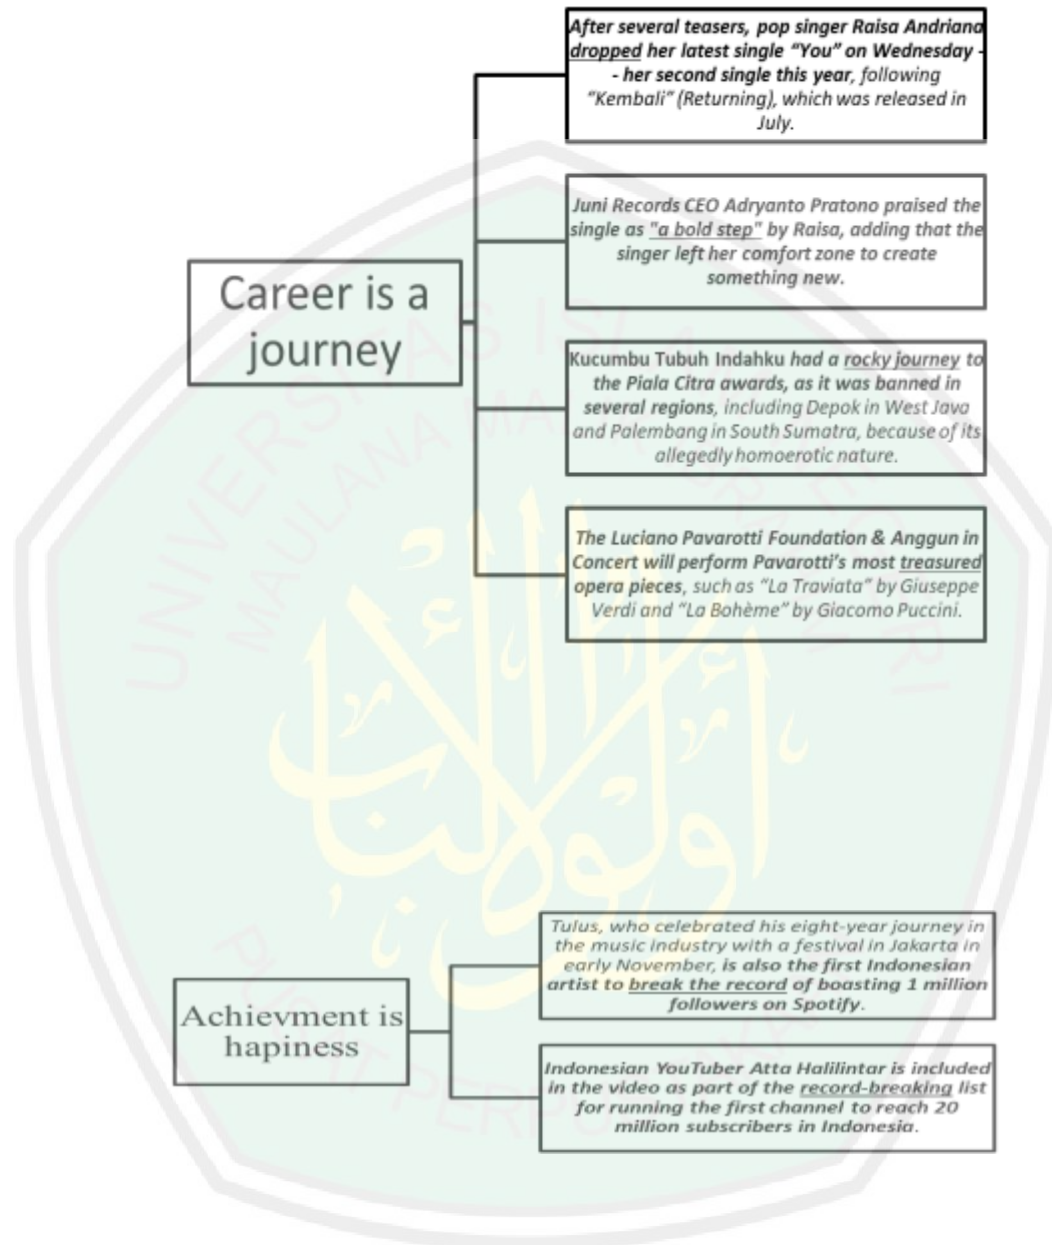 After several teasers, pop singer Raisa Andriana
dropped her latest single “You” on Wednesday -
- her second single this year, following
“Kembali” (Returning), which was released in
July.
Juni Records CEO Adryanto Pratono praised the
single as "a bold step" by Raisa, adding that the
singer left her comfort zone to create
something new.
Career is a
journey
Kucumbu Tubuh Indahku had a rocky journey to
the Piala Citra awards, as it was banned in
several regions, including Depok in West Java
and Palembang in South Sumatra, because of its
allegedly homoerotic nature.
The Luciano Pavarotti Foundation & Anggun in
Concert will perform Pavarotti’s most treasured
opera pieces, such as “La Traviata” by Giuseppe
Verdi and “La Bohème” by Giacomo Puccini.
Tulus, who celebrated his eight-year journey in
the music industry with a festival in Jakarta in
early November, is also the first Indonesian
artist to break the record of boasting 1 million
followers on Spotify.
Achievment is
hapiness
Indonesian YouTuber Atta Halilintar is included
in the video as part of the record-breaking list
for running the first channel to reach 20
million subscribers in Indonesia.